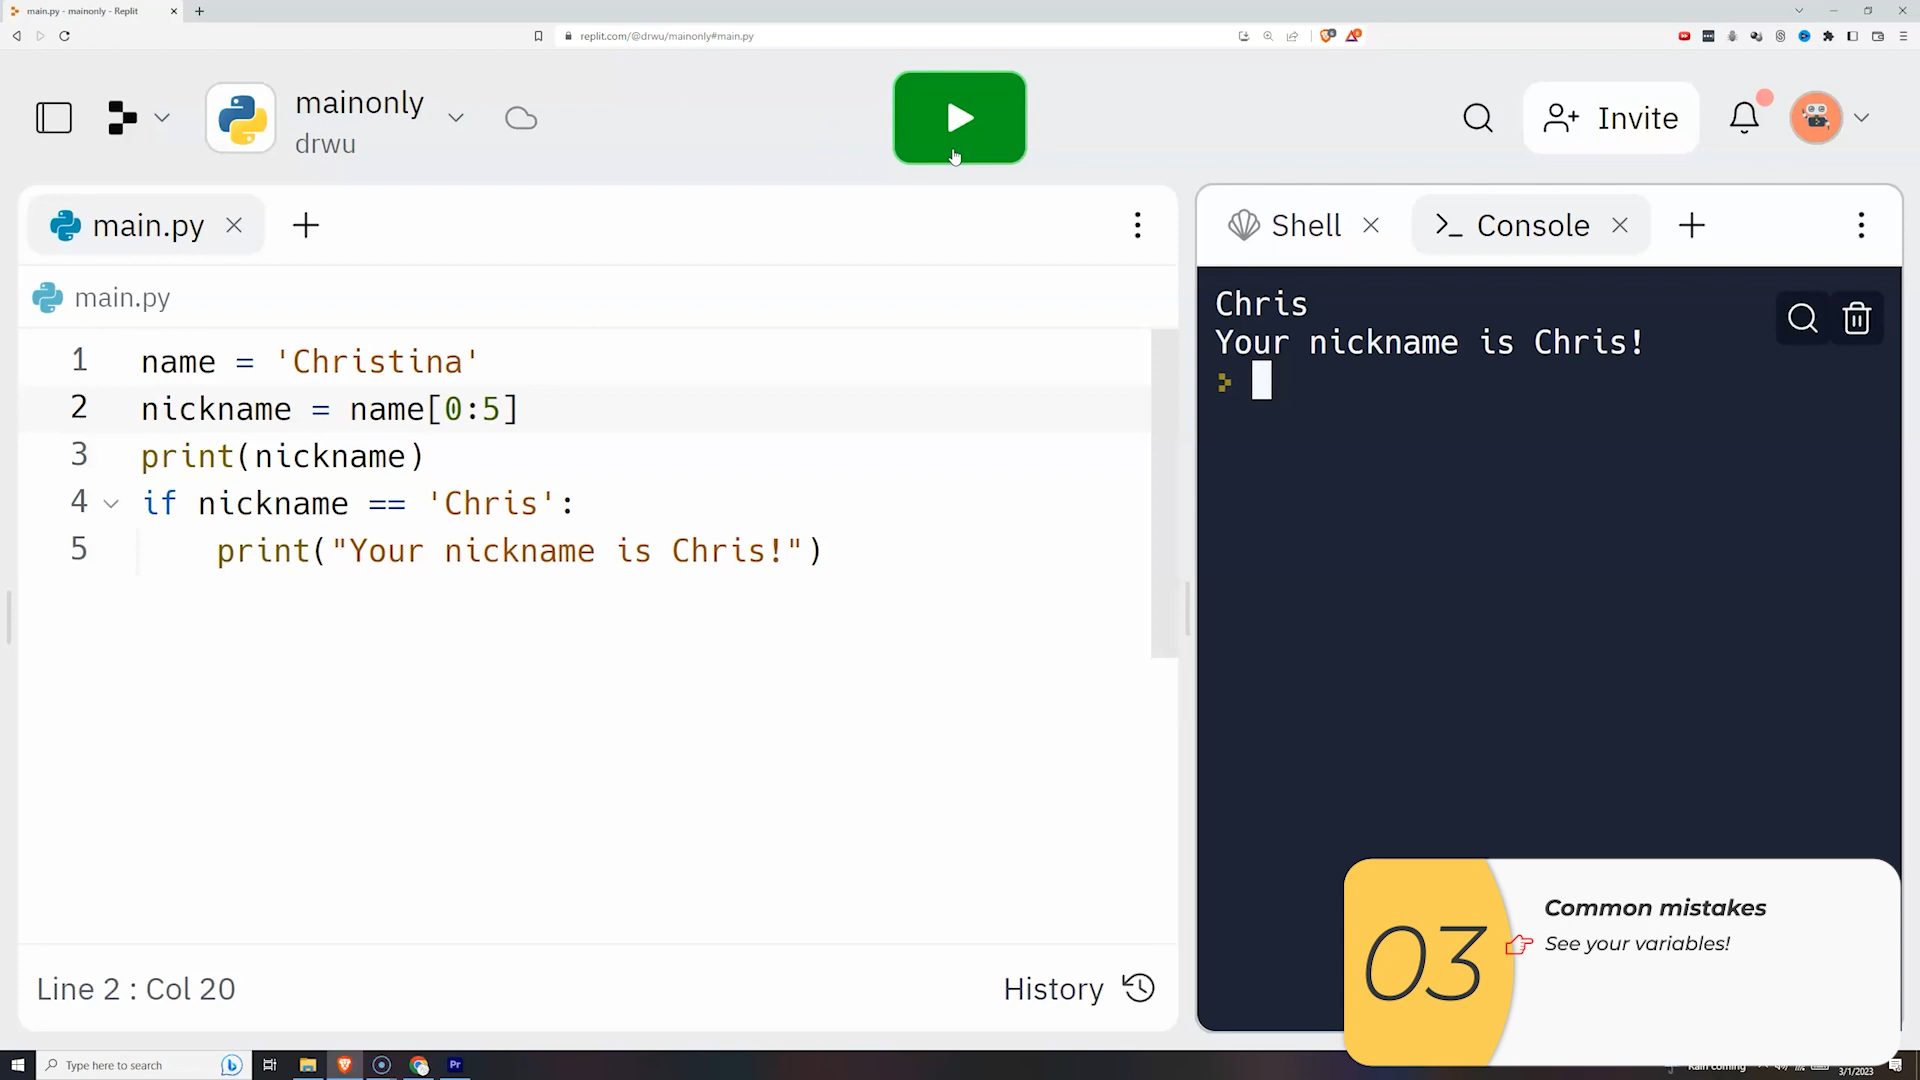 main.py - mainonly - Replit
replit.com/@drwu/mainonly#main.py
mainonly
drwu
Invite
main.py
Shell
Console
main.py
1 name = 'Christina'
2 nickname = name[0:5]
3 print(nickname)
4 if nickname == 'Chris':
5 print("Your nickname is Chris!")
Chris
Your nickname is Chris!
Line 2 : Col 20
History
03
Common mistakes
See your variables!
Type here to search
Pr
Rain coming
3/1/2023